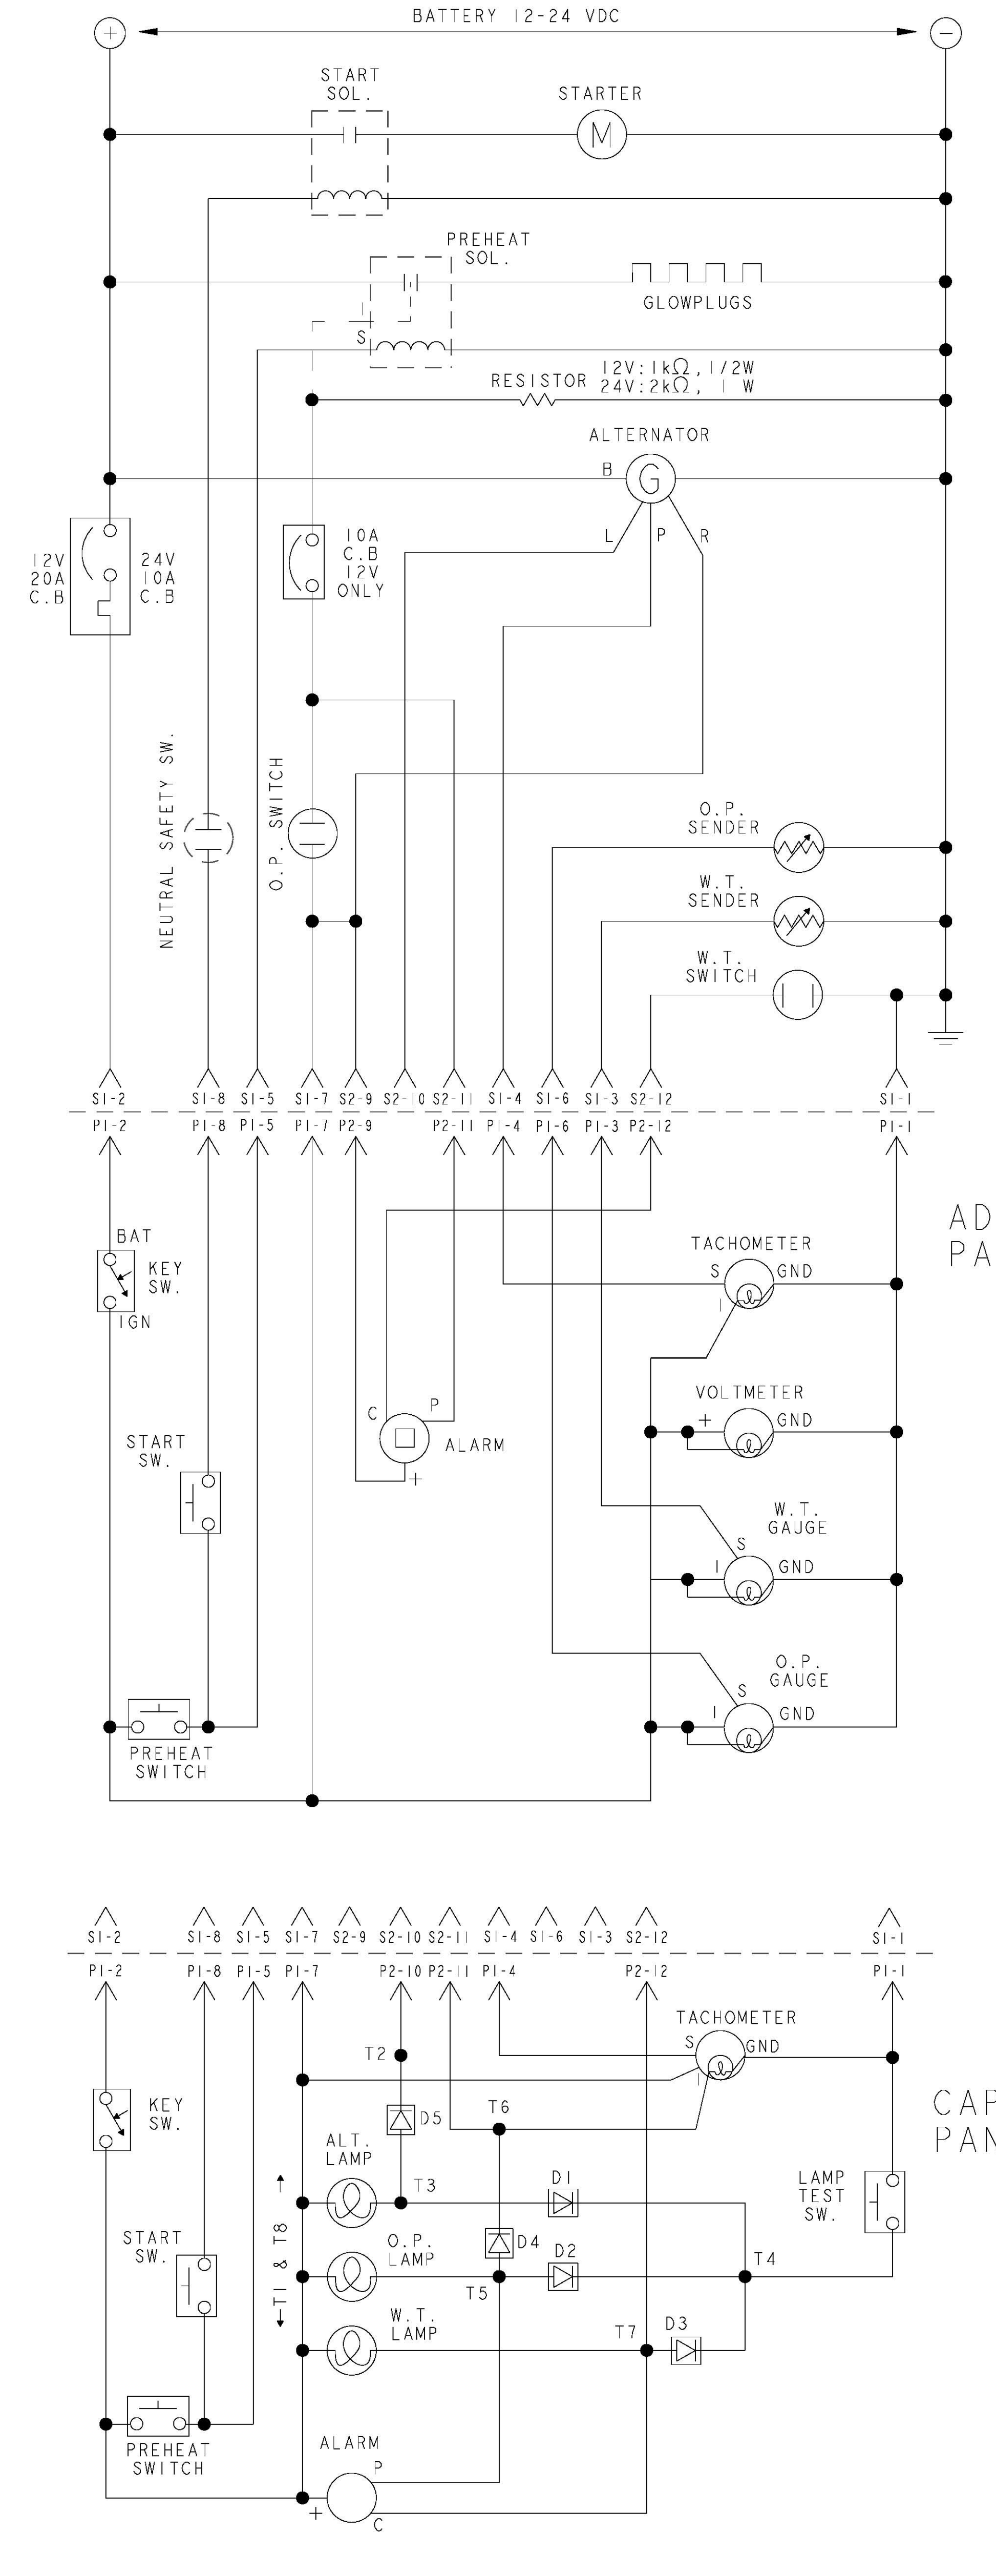 BATTERY 12-24 VDC
+
−
START
SOL.
STARTER
M
PREHEAT
SOL.
GLOWPLUGS
I
S
RESISTOR
12V:1kΩ, 1/2W
24V:2kΩ, 1 W
ALTERNATOR
B
G
L
P
R
12V
20A
C.B
24V
10A
C.B
10A
C.B
12V
ONLY
NEUTRAL SAFETY SW.
O.P. SWITCH
O.P.
SENDER
W.T.
SENDER
W.T.
SWITCH
S1-2 S1-8 S1-5 S1-7 S2-9 S2-10 S2-11 S1-4 S1-6 S1-3 S2-12 S1-1
P1-2 P1-8 P1-5 P1-7 P2-9 P2-11 P1-4 P1-6 P1-3 P2-12 P1-1
AD
PA
BAT
KEY
SW.
IGN
TACHOMETER
S
GND
I
VOLTMETER
+
GND
C
P
ALARM
+
START
SW.
W.T.
GAUGE
S
I
GND
O.P.
GAUGE
S
I
GND
PREHEAT
SWITCH
S1-2 S1-8 S1-5 S1-7 S2-9 S2-10 S2-11 S1-4 S1-6 S1-3 S2-12 S1-1
P1-2 P1-8 P1-5 P1-7 P2-10 P2-11 P1-4 P2-12 P1-1
TACHOMETER
S
GND
I
T2
CAP
PAN
KEY
SW.
D5
T6
ALT.
LAMP
T3
D1
LAMP
TEST
SW.
T1 & T8
START
SW.
O.P.
LAMP
D4
D2
T5
T4
W.T.
LAMP
T7
D3
PREHEAT
SWITCH
ALARM
P
+
C